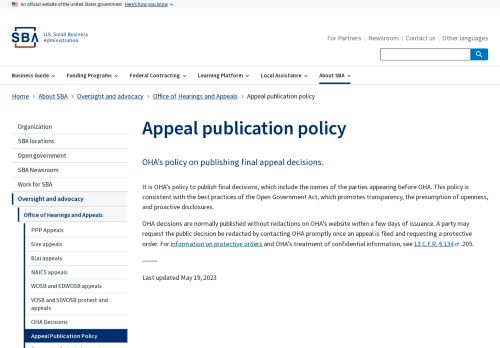 An official website of the United States government Here's how you know
SBA U.S. Small Business
Administration
For Partners Newsroom Contact us Other languages
Business Guide Funding Programs Federal Contracting Learning Platform Local Assistance About SBA
Home About SBA Oversight and advocacy Office of Hearings and Appeals Appeal publication policy
Organization
SBA locations
Open government
SBA Newsroom
Work for SBA
Oversight and advocacy
Office of Hearings and Appeals
PPP Appeals
Size appeals
8(a) appeals
NAICS appeals
WOSB and EDWOSB appeals
VOSB and SDVOSB protest and
appeals
OHA Decisions
Appeal Publication Policy
Appeal publication policy
OHA's policy on publishing final appeal decisions.
It is OHA's policy to publish final decisions, which include the names of the parties appearing before OHA. This policy is
consistent with the best practices of the Open Government Act, which promotes transparency, the presumption of openness,
and proactive disclosures.
OHA decisions are normally published without redactions on OHA's website within a few days of issuance. A party may
request the public decision be redacted by contacting OHA promptly once an appeal is filed and requesting a protective
order. For information on protective orders and OHA's treatment of confidential information, see 13 C.F.R. § 134 .205.
Last updated May 19, 2023